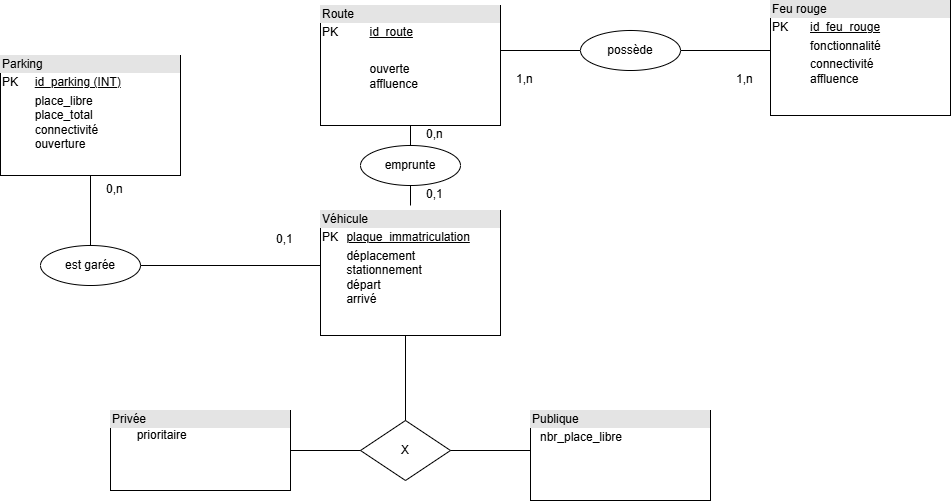 Route
PK id_route
ouverte
affluence
possède
1,n
1,n
Feu rouge
PK id_feu_rouge
fonctionnalité
connectivité
affluence
Parking
PK id_parking (INT)
place_libre
place_total
connectivité
ouverture
0,n
emprunte
0,1
0,n
est garée
0,1
Véhicule
PK plaque_immatriculation
déplacement
stationnement
départ
arrivé
Privée
prioritaire
X
Publique
nbr_place_libre